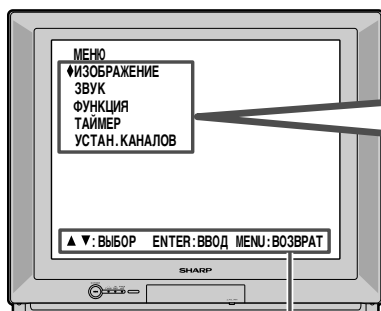 МЕНЮ
♦ИЗОБРАЖЕНИЕ
ЗВУК
ФУНКЦИЯ
ТАЙМЕР
УСТАН.КАНАЛОВ
▲ ▼: ВЫБОР ENTER: ВВОД MENU: ВОЗВРАТ
SHARP